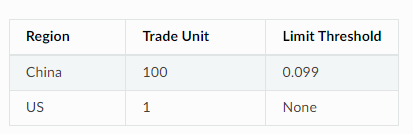 Region Trade Unit Limit Threshold
China 100 0.099
US 1 None